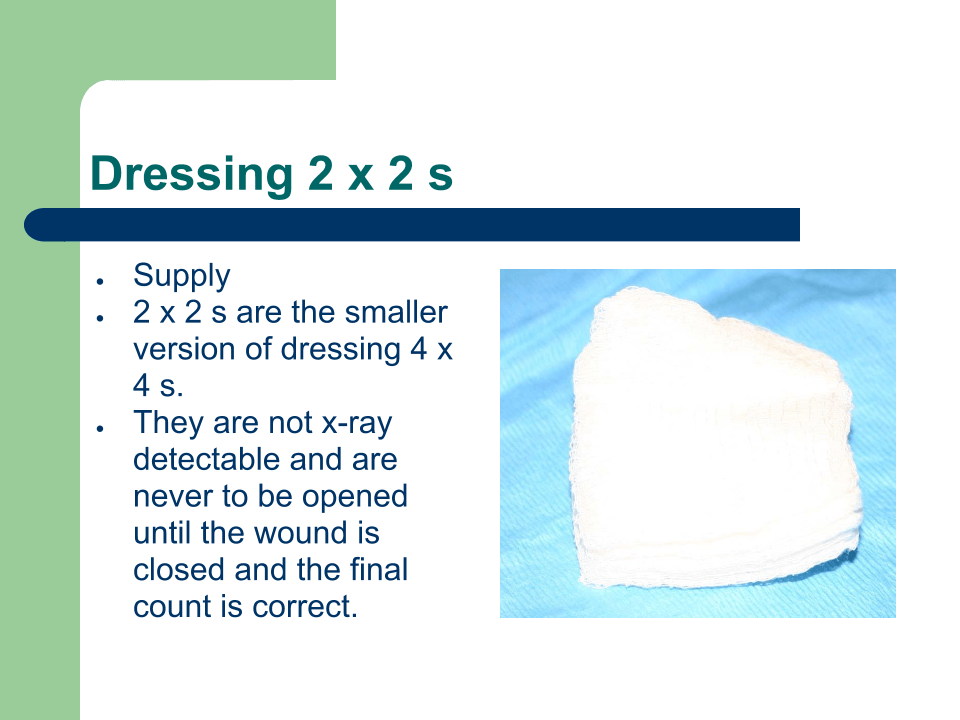 Dressing 2 x 2 s
● Supply
● 2 x 2 s are the smaller
version of dressing 4 x
4 s.
● They are not x-ray
detectable and are
never to be opened
until the wound is
closed and the final
count is correct.